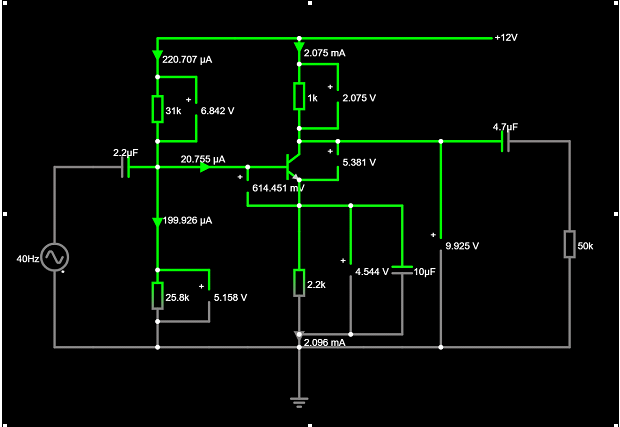 +12V
220.707 μA
2.075 mA
31k
+
6.842 V
1k
+
2.075 V
4.7μF
2.2μF
20.755 μA
+
5.381 V
+
614.451 mV
199.926 μA
+
9.925 V
50k
40Hz
+
4.544 V
10μF
25.8k
+
5.158 V
2.2k
2.096 mA